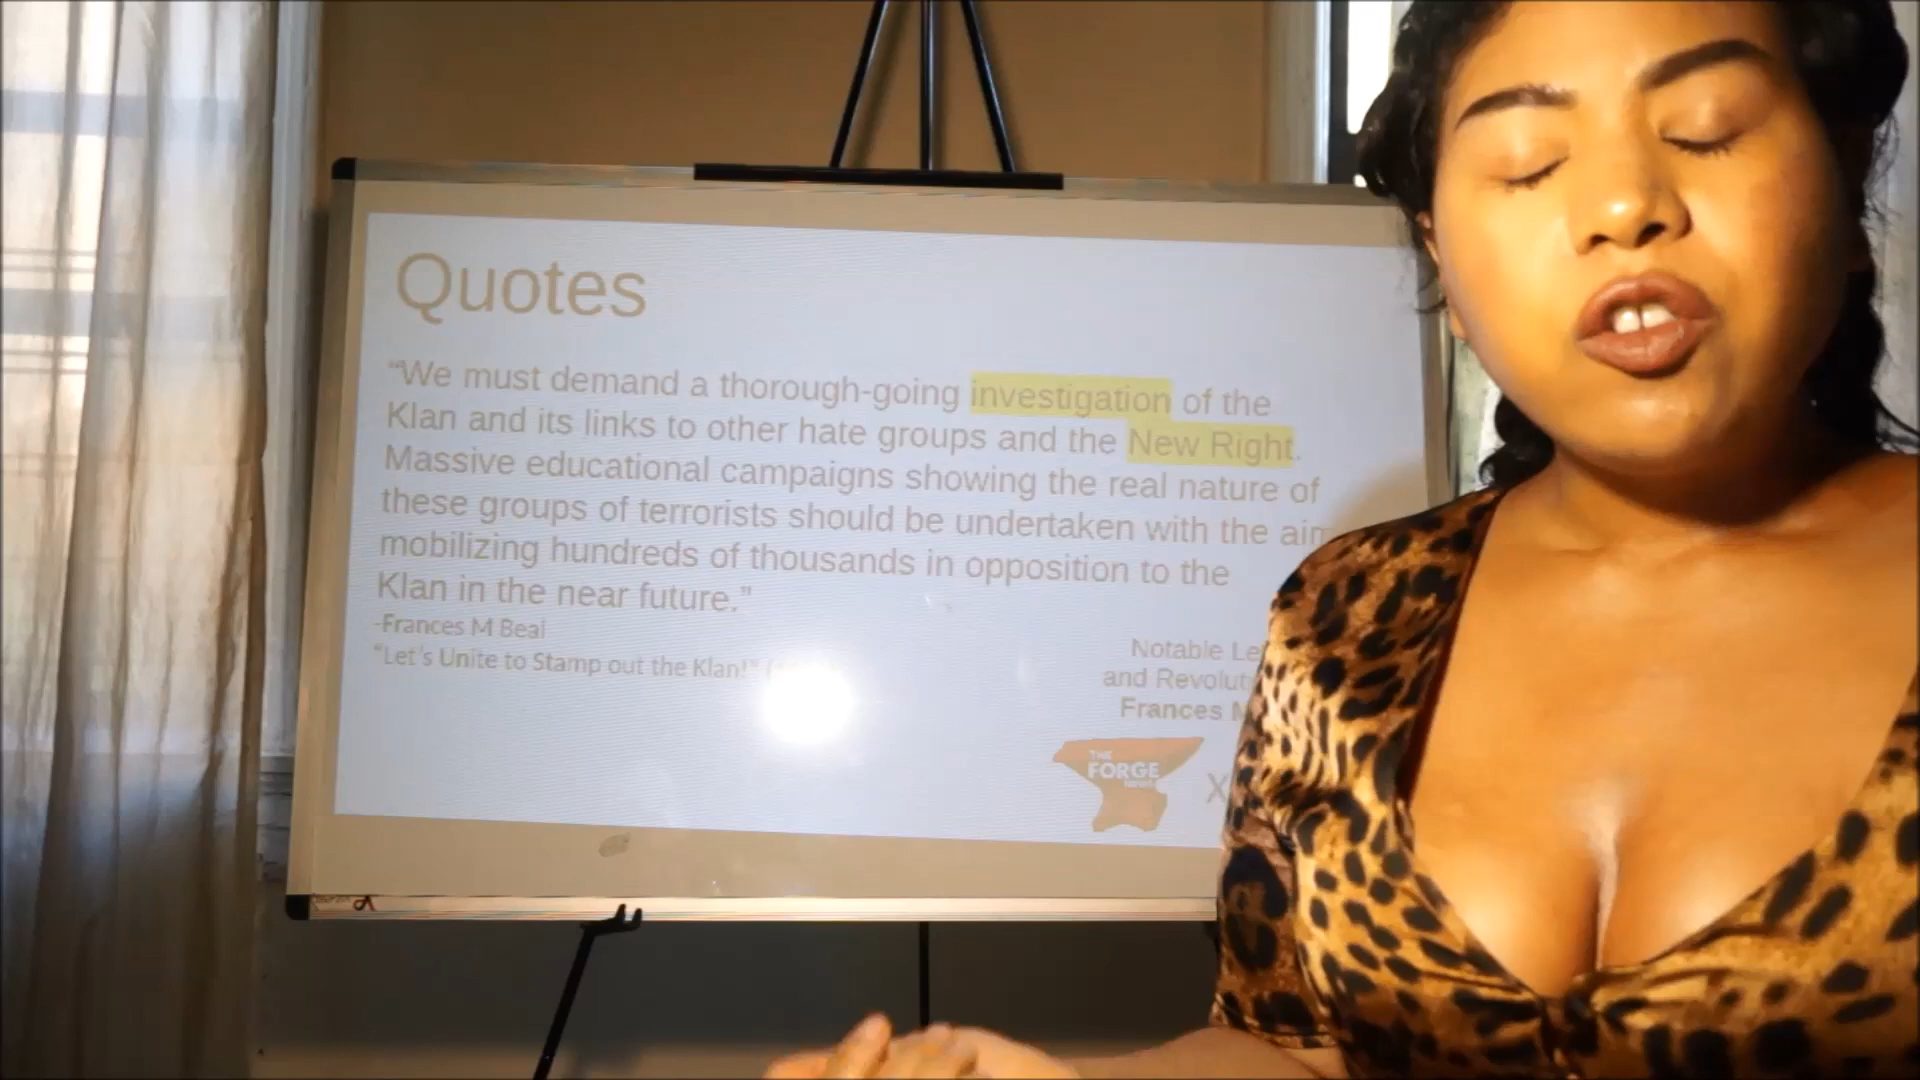 Quotes
“We must demand a thorough-going investigation of the
Klan and its links to other hate groups and the New Right.
Massive educational campaigns showing the real nature of
these groups of terrorists should be undertaken with the aim
mobilizing hundreds of thousands in opposition to the
Klan in the near future.”
-Frances M Beal
“Let’s Unite to Stamp out the Klan!”
Notable
and
Frances
THE
FORGE
NEWS
X